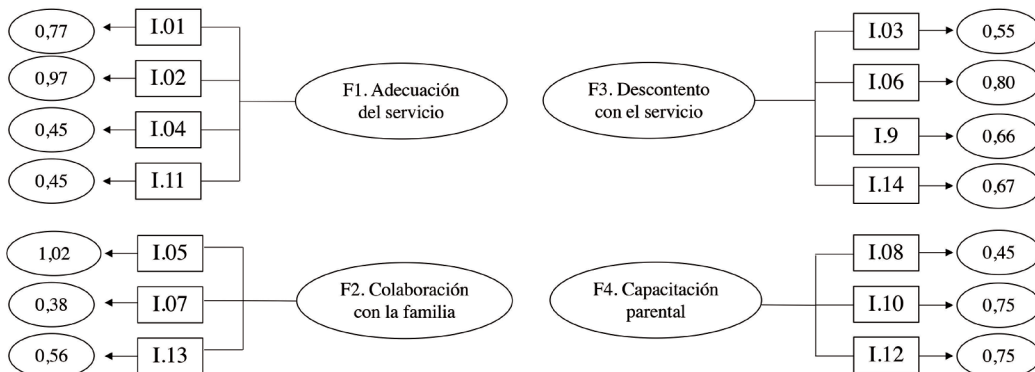 0,77
I.01
0,97
I.02
0,45
I.04
0,45
I.11
F1. Adecuación
del servicio
F3. Descontento
con el servicio
I.03
0,55
I.06
0,80
I.9
0,66
I.14
0,67
1,02
I.05
0,38
I.07
0,56
I.13
F2. Colaboración
con la familia
F4. Capacitación
parental
I.08
0,45
I.10
0,75
I.12
0,75